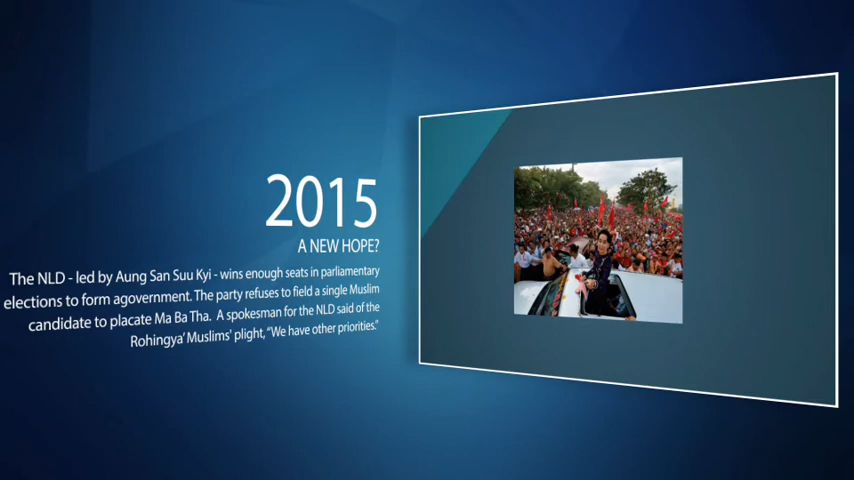 2015
A NEW HOPE?
The NLD - led by Aung San Suu Kyi - wins enough seats in parliamentary
elections to form agovernment. The party refuses to field a single Muslim
candidate to placate Ma Ba Tha.  A spokesman for the NLD said of the
Rohingya' Muslims' plight, “We have other priorities.”